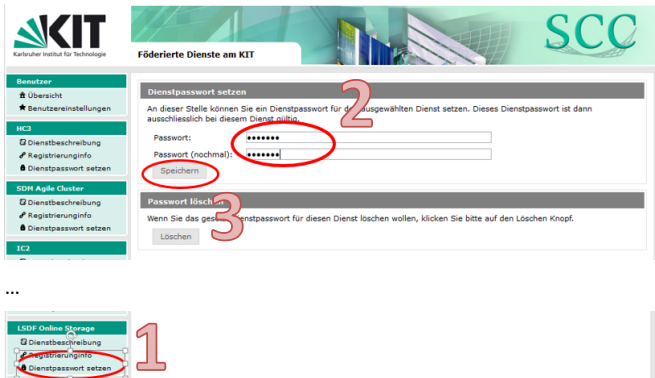 KIT
Karlsruher Institut für Technologie
Föderierte Dienste am KIT
SCC
Benutzer
Übersicht
Benutzereinstellungen
HC3
Dienstbeschreibung
Registrierunginfo
Dienstpasswort setzen
SDM Agile Cluster
Dienstbeschreibung
Registrierunginfo
Dienstpasswort setzen
IC2
Dienstpasswort setzen
An dieser Stelle können Sie ein Dienstpasswort für den ausgewählten Dienst setzen. Dieses Dienstpasswort ist dann
ausschliesslich bei diesem Dienst gültig.
2
Passwort:
Passwort (nochmal):
Speichern
Passwort löschen
Wenn Sie das Dienstpasswort für diesen Dienst löschen wollen, klicken Sie bitte auf den Löschen Knopf.
3
Löschen
...
LSDF Online Storage
Dienstbeschreibung
Registrierunginfo
Dienstpasswort setzen
1